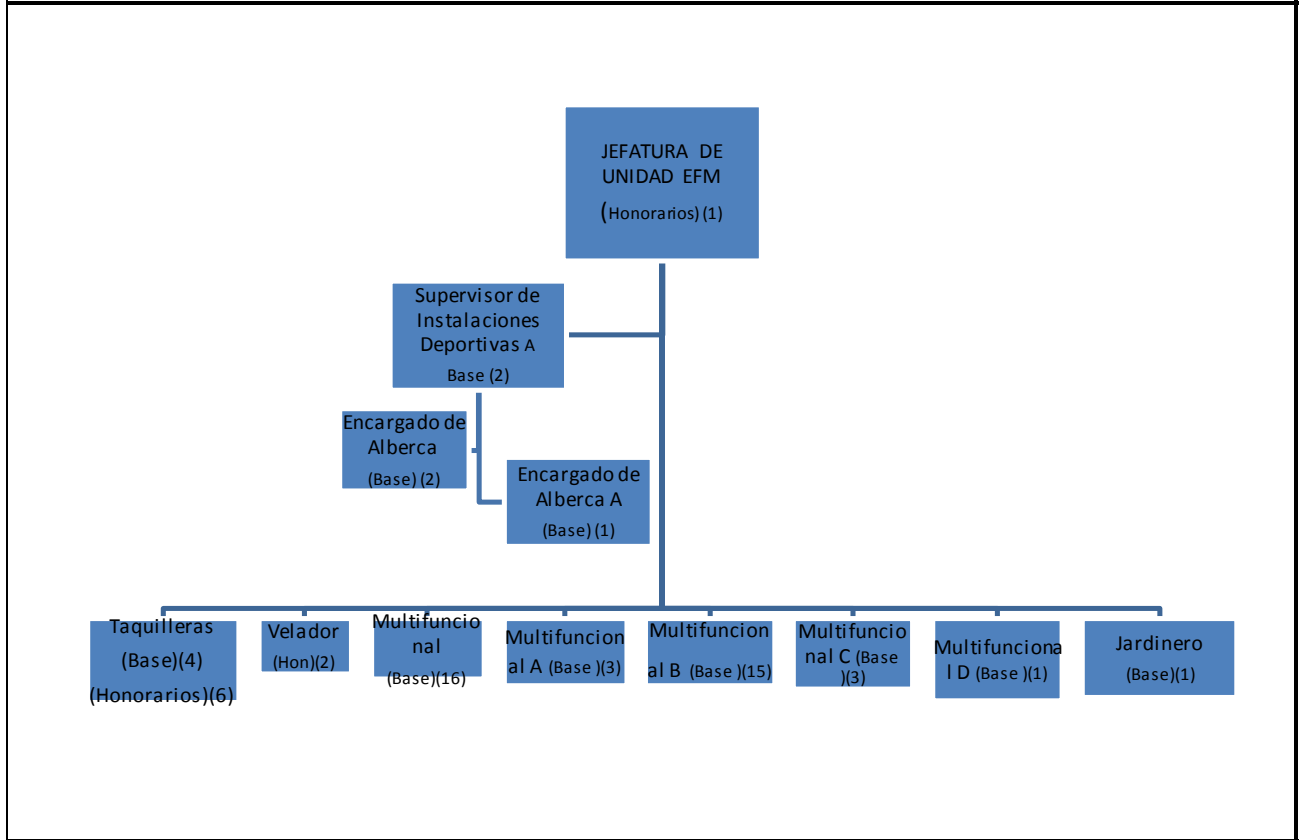 JEFATURA DE
UNIDAD EFM
(Honorarios) (1)
Supervisor de
Instalaciones
Deportivas A
Base (2)
Encargado de
Alberca
(Base) (2)
Encargado de
Alberca A
(Base) (1)
Taquilleras
(Base)(4)
(Honorarios)(6)
Velador
(Hon)(2)
Multifuncio
nal
(Base)(16)
Multifuncion
al A (Base )(3)
Multifuncion
al B (Base )(15)
Multifuncio
nal C (Base
)(3)
Multifunciona
l D (Base )(1)
Jardinero
(Base)(1)